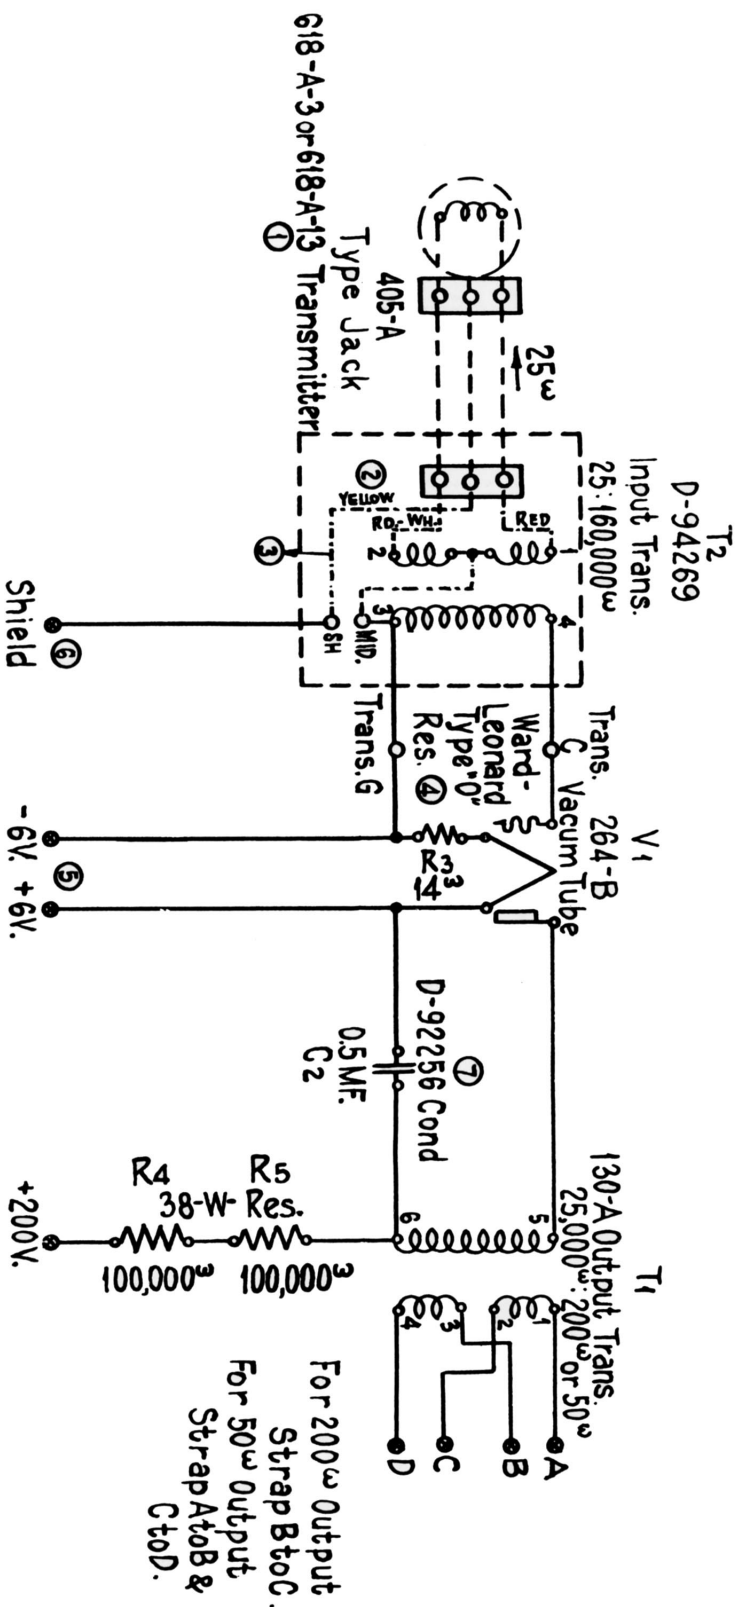 T2
D-94269
Input Trans.
25:160,000ω
25ω
405-A
Type Jack
618-A-3 or 618-A-13 Transmitter
①
②
YELLOW
RD.-WH.
RED
1
2
③
3
4
MID.
SH
Shield
⑥
Trans. G
Trans.
C
Ward-
Leonard
Type "O"
Res. ④
V1
264-B
Vacuum Tube
R3
14ω
-6V. +6V.
⑤
⑦
D-92256 Cond
0.5 MF.
C2
T1
130-A Output Trans.
25,000ω: 200ω or 50ω
5
6
1
2
3
4
A
B
C
D
R4
R5
38-W- Res.
100,000ω
100,000ω
+200V.
For 200ω Output
Strap B to C.
For 50ω Output
Strap A to B &
C to D.